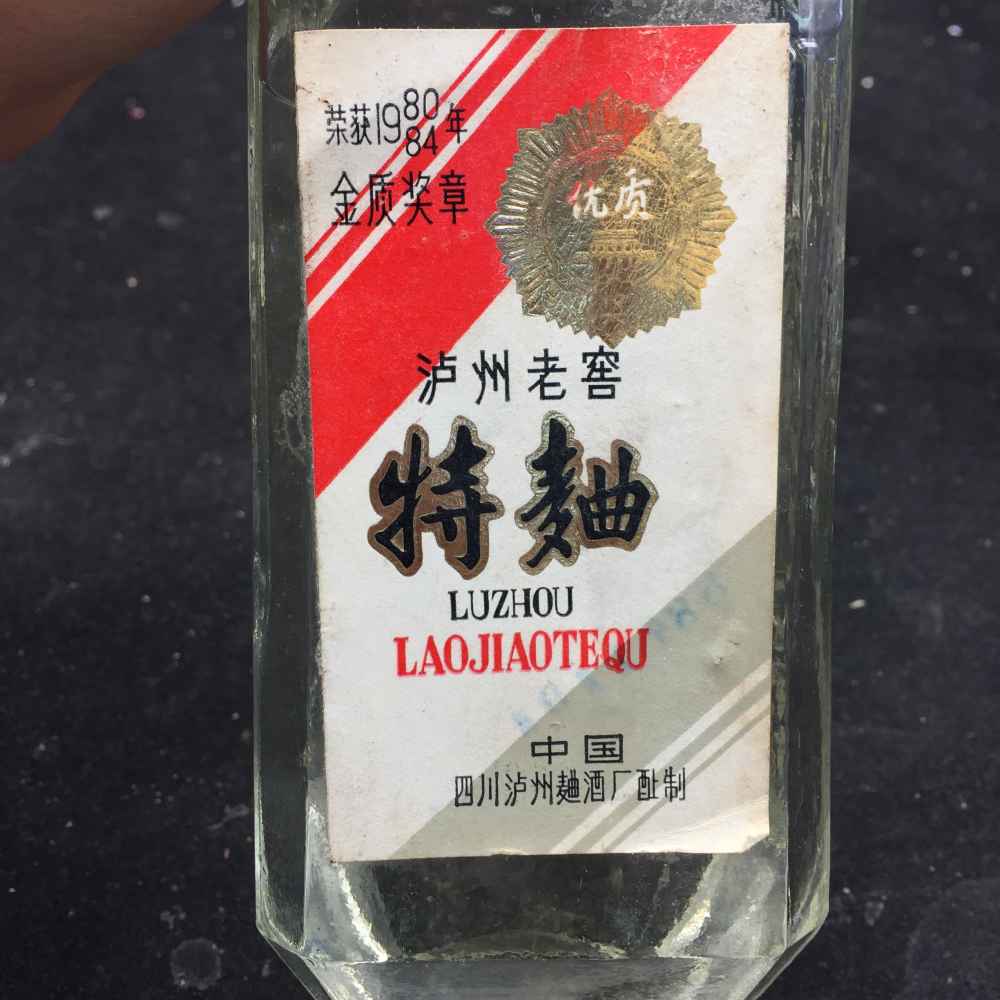 荣获1980 84年
金质奖章
优质
泸州老窖
特麯
LUZHOU
LAOJIAOTEQU
中国
四川泸州麯酒厂酿制